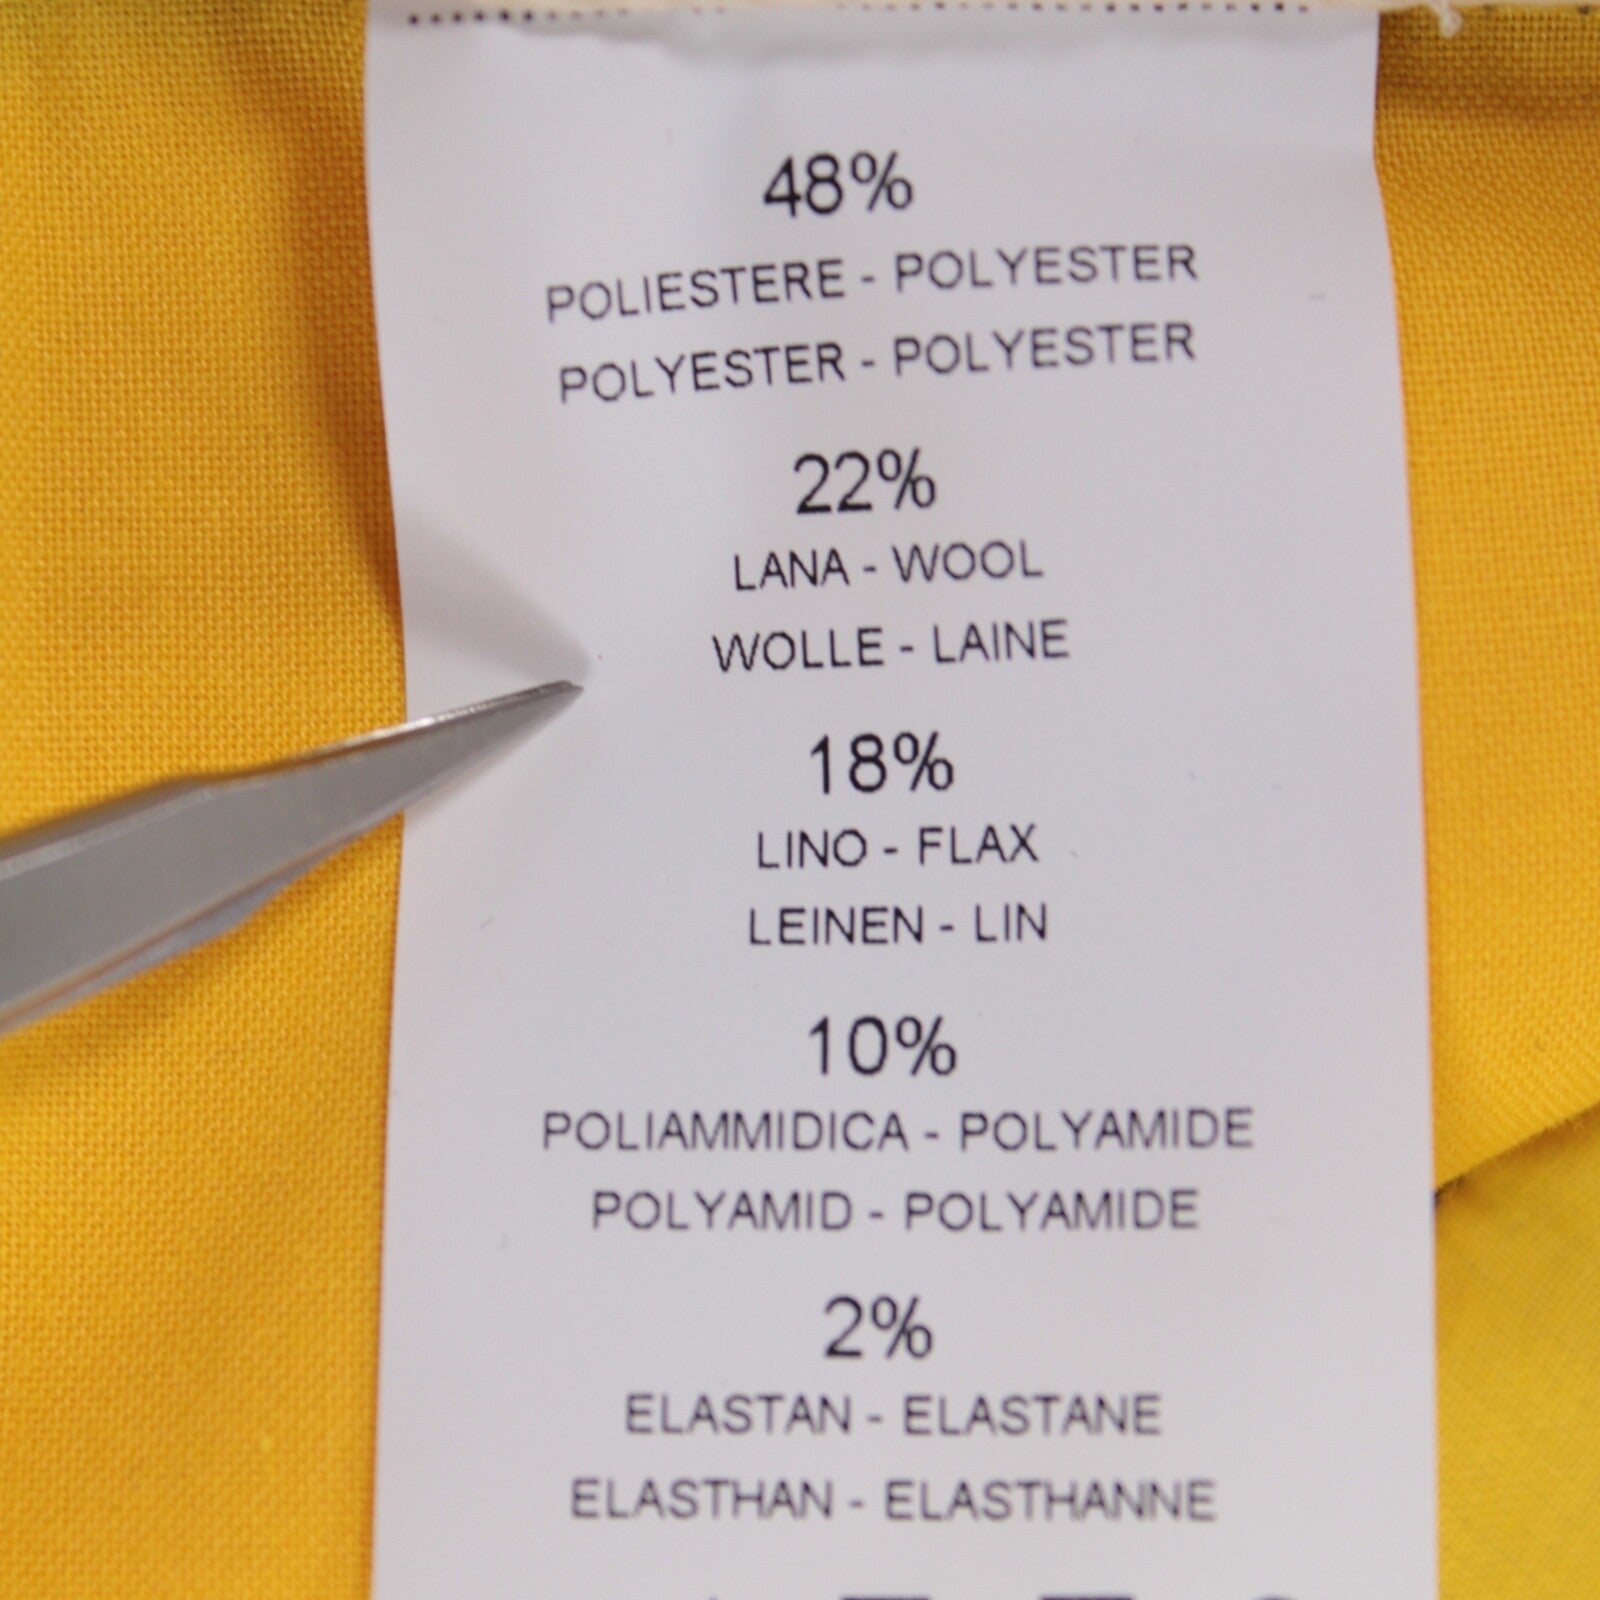 48%
POLIESTERE - POLYESTER
POLYESTER - POLYESTER
22%
LANA - WOOL
WOLLE - LAINE
18%
LINO - FLAX
LEINEN - LIN
10%
POLIAMMIDICA - POLYAMIDE
POLYAMID - POLYAMIDE
2%
ELASTAN - ELASTANE
ELASTHAN - ELASTHANNE